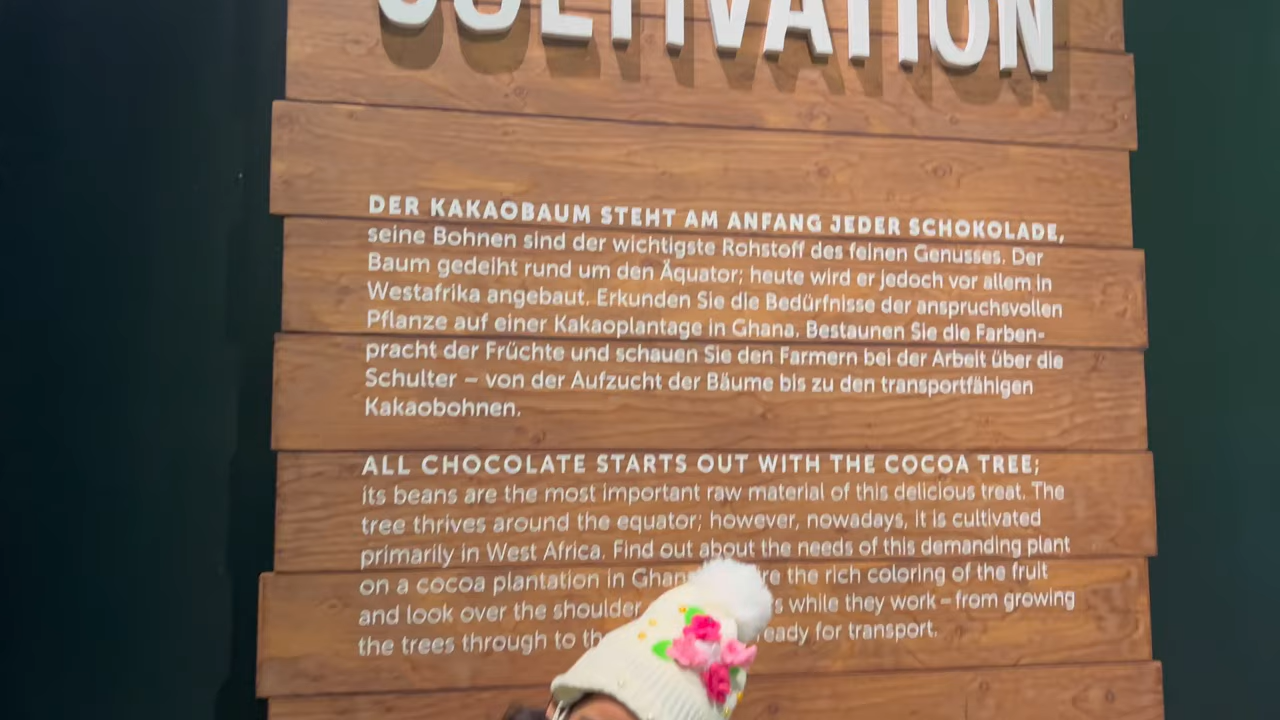 CULTIVATION
DER KAKAOBAUM STEHT AM ANFANG JEDER SCHOKOLADE,
seine Bohnen sind der wichtigste Rohstoff des feinen Genusses. Der
Baum gedeiht rund um den Äquator; heute wird er jedoch vor allem in
Westafrika angebaut. Erkunden Sie die Bedürfnisse der anspruchsvollen
Pflanze auf einer Kakaoplantage in Ghana. Bestaunen Sie die Farben-
pracht der Früchte und schauen Sie den Farmern bei der Arbeit über die
Schulter – von der Aufzucht der Bäume bis zu den transportfähigen
Kakaobohnen.
ALL CHOCOLATE STARTS OUT WITH THE COCOA TREE;
its beans are the most important raw material of this delicious treat. The
tree thrives around the equator; however, nowadays, it is cultivated
primarily in West Africa. Find out about the needs of this demanding plant
on a cocoa plantation in the rich coloring of the fruit
and look over the shoulder while they work – from growing
the trees through to for transport.